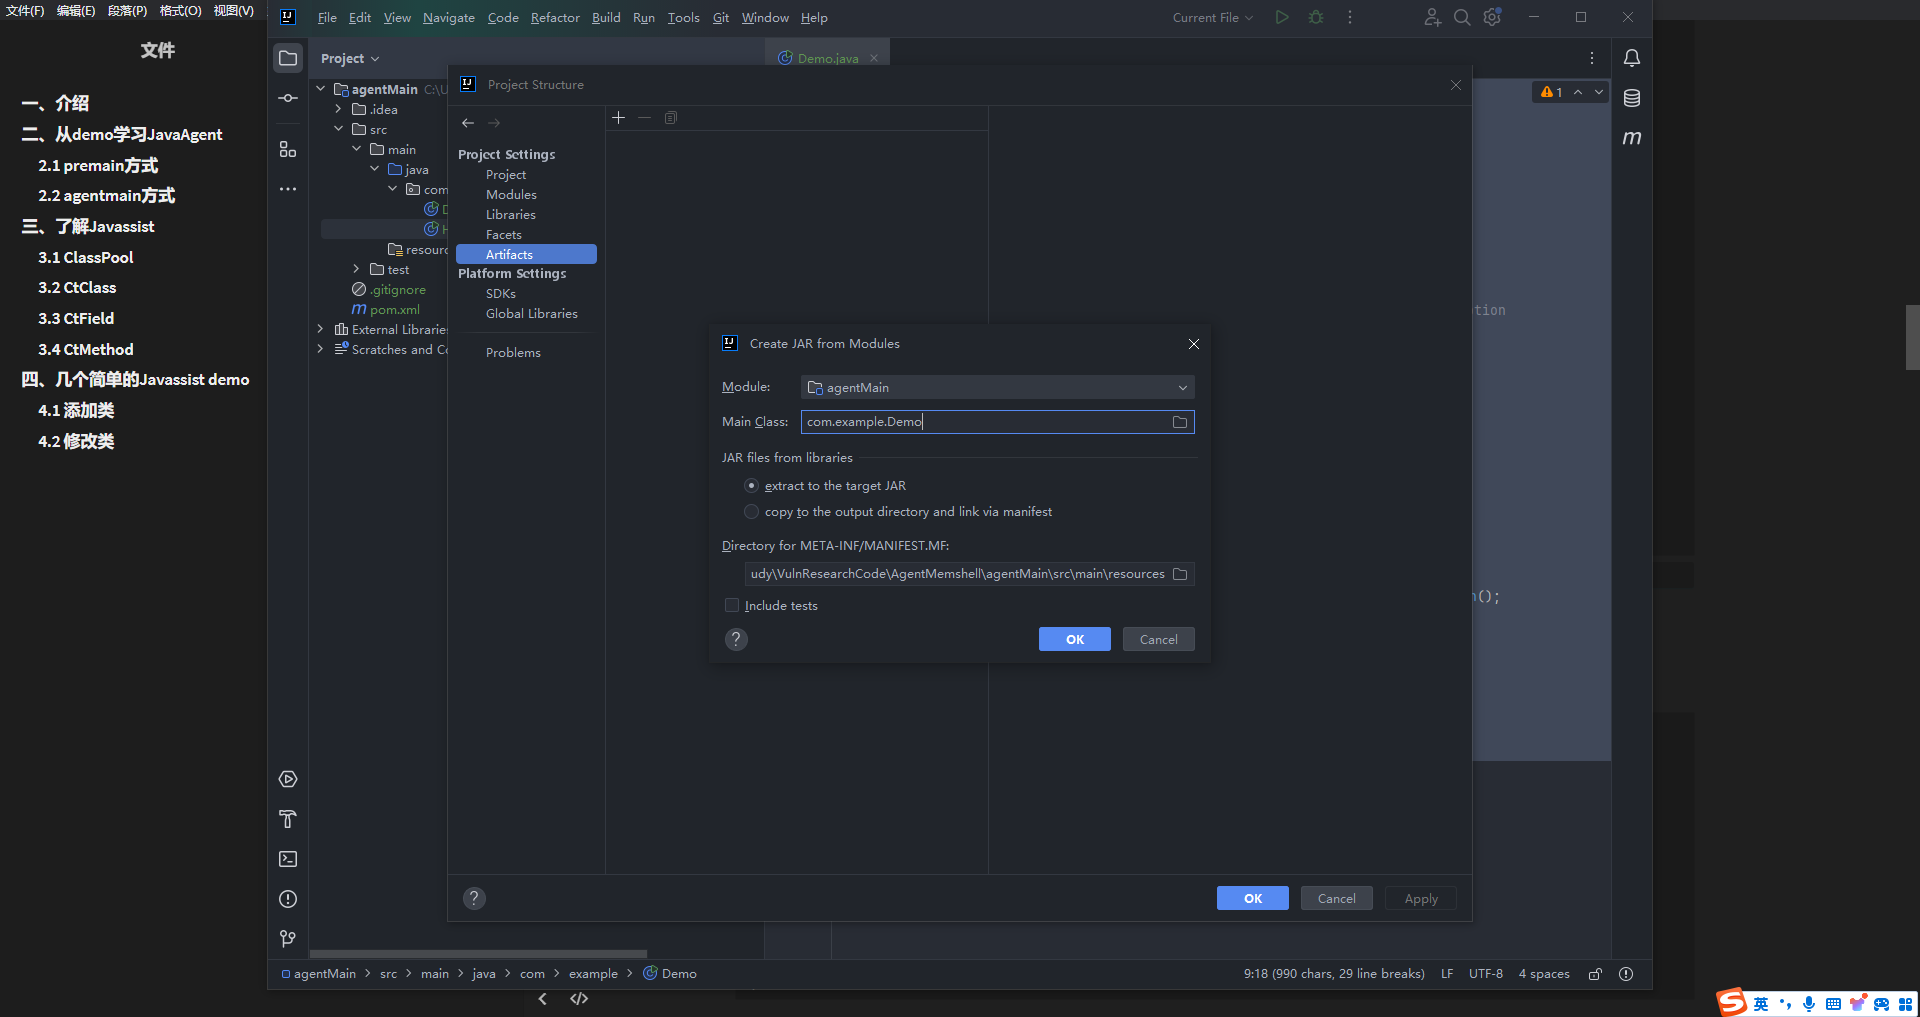 文件(F) 编辑(E) 段落(P) 格式(O) 视图(V)
文件
一、介绍
二、从demo学习JavaAgent
2.1 premain方式
2.2 agentmain方式
三、了解Javassist
3.1 ClassPool
3.2 CtClass
3.3 CtField
3.4 CtMethod
四、几个简单的Javassist demo
4.1 添加类
4.2 修改类
File Edit View Navigate Code Refactor Build Run Tools Git Window Help
Current File
Project
Demo.java
agentMain C:\U
.idea
src
main
java
com
resourc
test
.gitignore
pom.xml
External Libraries
Scratches and Co
1
tion
();
Project Structure
Project Settings
Project
Modules
Libraries
Facets
Artifacts
Platform Settings
SDKs
Global Libraries
Problems
Create JAR from Modules
Module: agentMain
Main Class: com.example.Demo
JAR files from libraries
extract to the target JAR
copy to the output directory and link via manifest
Directory for META-INF/MANIFEST.MF:
udy\VulnResearchCode\AgentMemshell\agentMain\src\main\resources
Include tests
? OK Cancel
? OK Cancel Apply
agentMain > src > main > java > com > example > Demo
9:18 (990 chars, 29 line breaks) LF UTF-8 4 spaces
英